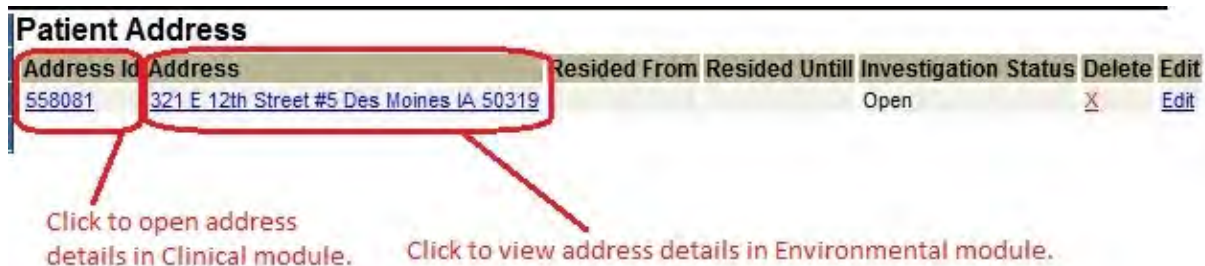 Patient Address
Address Id Address Resided From Resided Untill Investigation Status Delete Edit
558081 321 E 12th Street #5 Des Moines IA 50319 Open X Edit
Click to open address
details in Clinical module. Click to view address details in Environmental module.